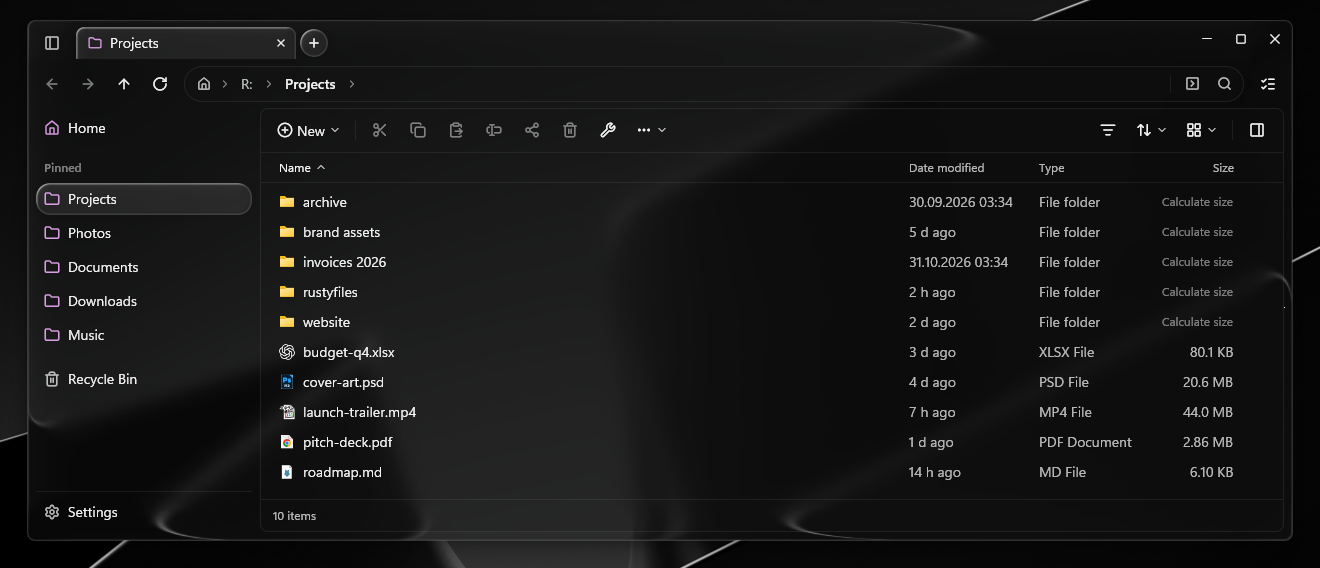 Projects
R: Projects
Home
Pinned
Projects
Photos
Documents
Downloads
Music
Recycle Bin
Settings
New
Name Date modified Type Size
archive 30.09.2026 03:34 File folder Calculate size
brand assets 5 d ago File folder Calculate size
invoices 2026 31.10.2026 03:34 File folder Calculate size
rustyfiles 2 h ago File folder Calculate size
website 2 d ago File folder Calculate size
budget-q4.xlsx 3 d ago XLSX File 80.1 KB
cover-art.psd 4 d ago PSD File 20.6 MB
launch-trailer.mp4 7 h ago MP4 File 44.0 MB
pitch-deck.pdf 1 d ago PDF Document 2.86 MB
roadmap.md 14 h ago MD File 6.10 KB
10 items